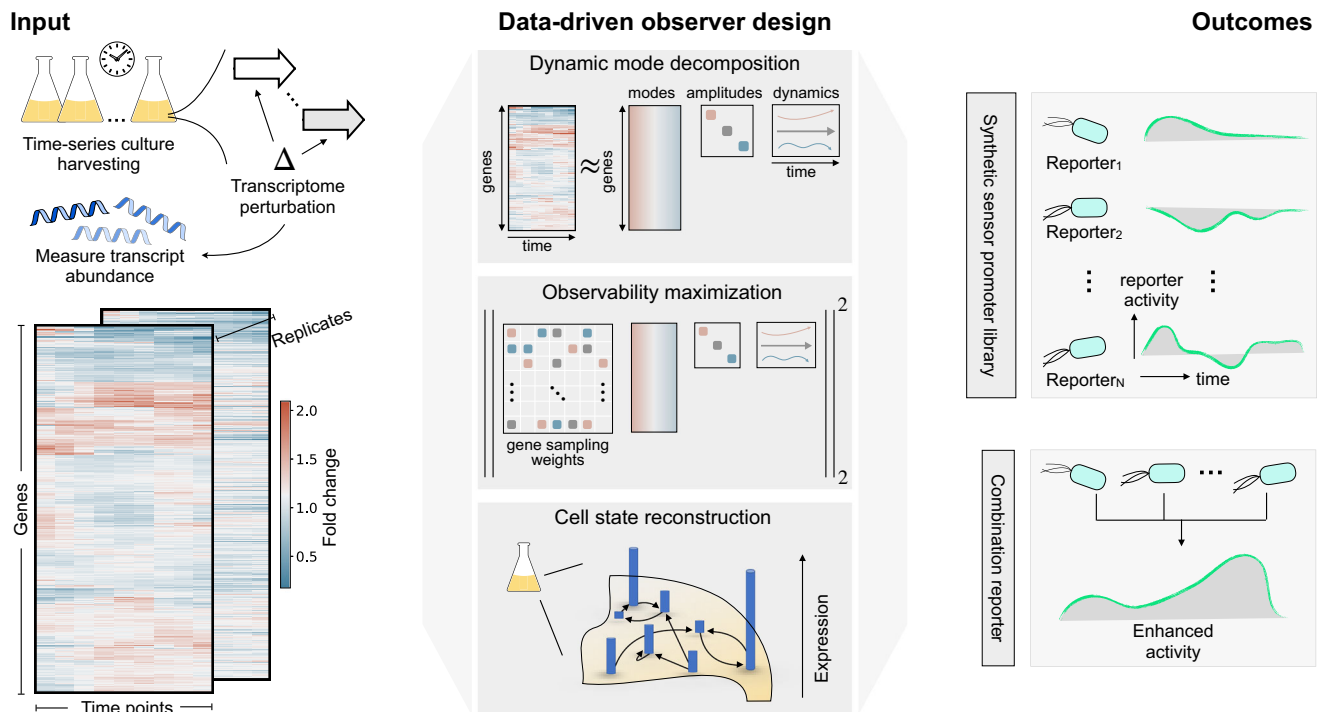 Input
Time-series culture
harvesting
...
Δ
Transcriptome
perturbation
Measure transcript
abundance
Replicates
Genes
Time points
2.0
1.5
1.0
0.5
Fold change
Data-driven observer design
Dynamic mode decomposition
modes
amplitudes
dynamics
genes
≈
genes
time
time
Observability maximization
2
2
gene sampling
weights
Cell state reconstruction
Expression
Outcomes
Synthetic sensor promoter library
Reporter1
Reporter2
reporter
activity
ReporterN
time
Combination
reporter
...
Enhanced
activity